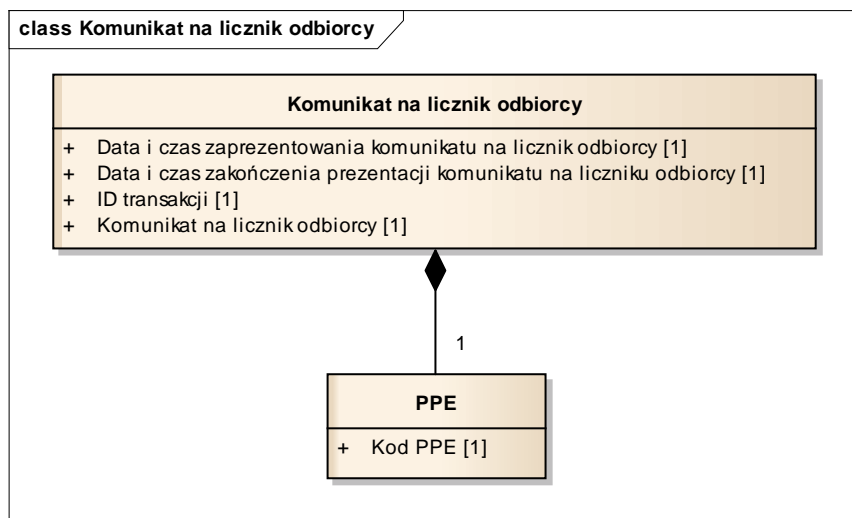 class Komunikat na licznik odbiorcy
Komunikat na licznik odbiorcy
+ Data i czas zaprezentowania komunikatu na licznik odbiorcy [1]
+ Data i czas zakończenia prezentacji komunikatu na liczniku odbiorcy [1]
+ ID transakcji [1]
+ Komunikat na licznik odbiorcy [1]
1
PPE
+ Kod PPE [1]